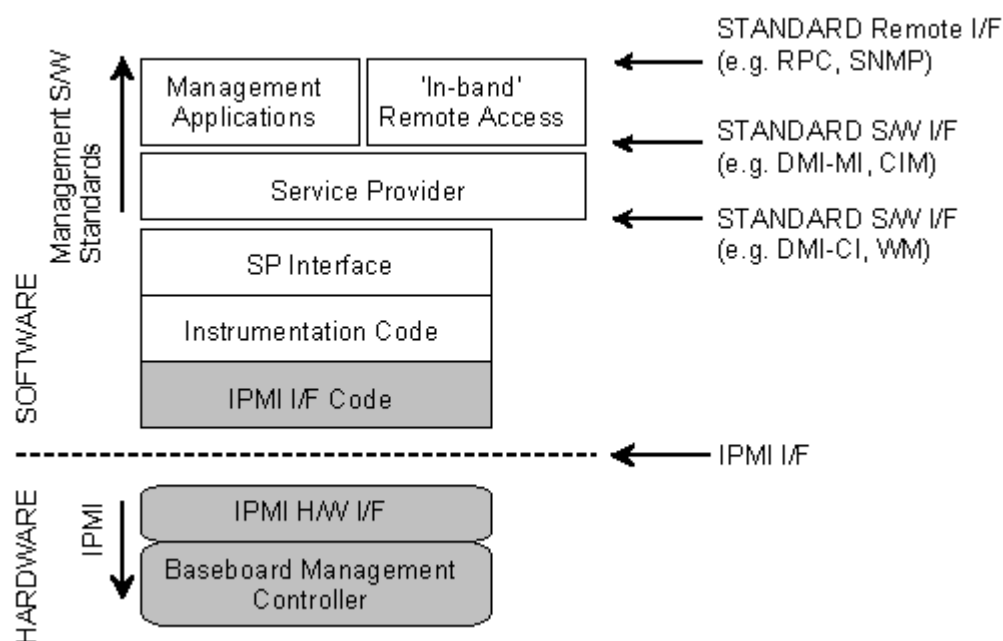 STANDARD Remote I/F
(e.g. RPC, SNMP)
Management
Applications
'In-band'
Remote Access
STANDARD S/W I/F
(e.g. DMI-MI, CIM)
Service Provider
STANDARD S/W I/F
(e.g. DMI-CI, WM)
Management S/W
Standards
SP Interface
Instrumentation Code
IPMI I/F Code
SOFTWARE
IPMI I/F
IPMI H/W I/F
Baseboard Management
Controller
IPMI
HARDWARE